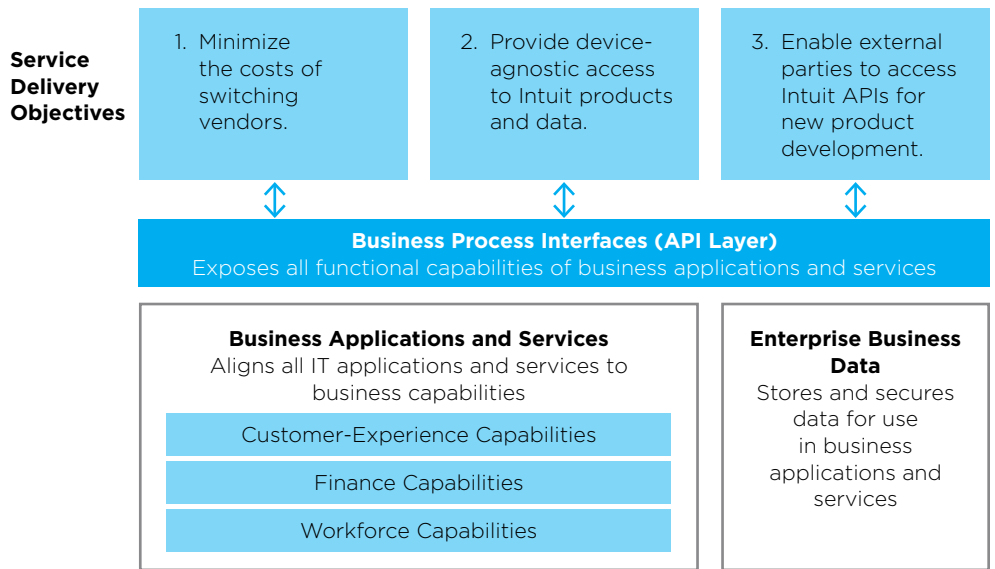 Service
Delivery
Objectives
1. Minimize
the costs of
switching
vendors.
2. Provide device-
agnostic access
to Intuit products
and data.
3. Enable external
parties to access
Intuit APIs for
new product
development.
Business Process Interfaces (API Layer)
Exposes all functional capabilities of business applications and services
Business Applications and Services
Aligns all IT applications and services to
business capabilities
Customer-Experience Capabilities
Finance Capabilities
Workforce Capabilities
Enterprise Business
Data
Stores and secures
data for use
in business
applications and
services